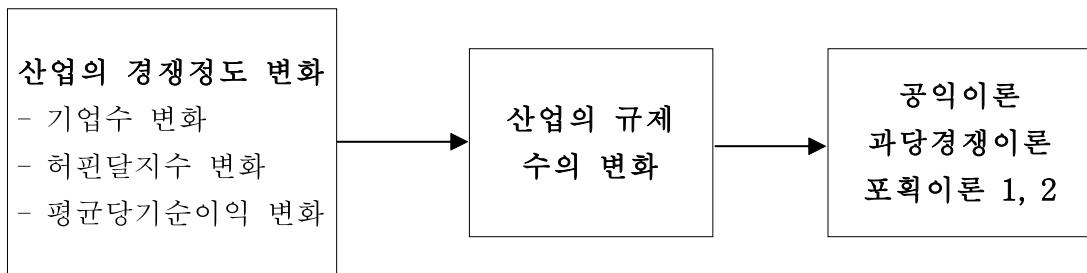 산업의 경쟁정도 변화
- 기업수 변화
- 허핀달지수 변화
- 평균당기순이익 변화
산업의 규제
수의 변화
공익이론
과당경쟁이론
포획이론 1, 2